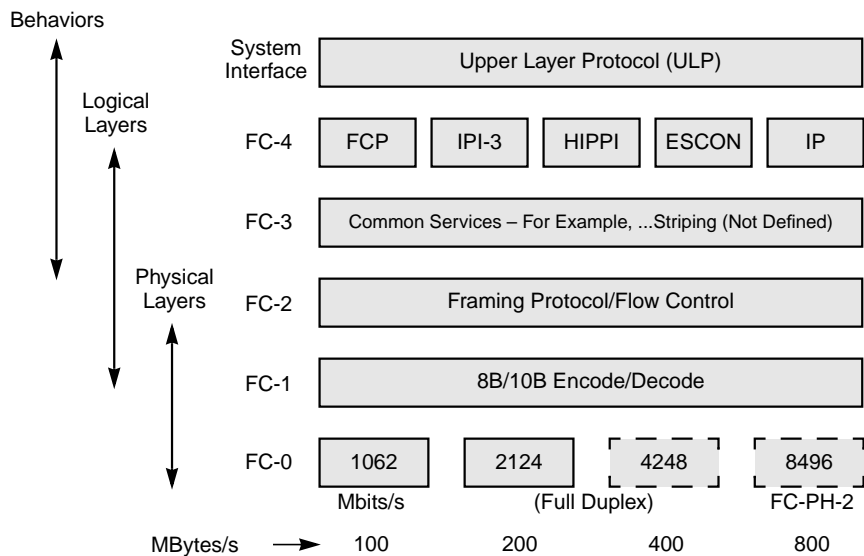 Behaviors
System
Interface
Upper Layer Protocol (ULP)
Logical
Layers
FC-4
FCP
IPI-3
HIPPI
ESCON
IP
FC-3
Common Services – For Example, ...Striping (Not Defined)
Physical
Layers
FC-2
Framing Protocol/Flow Control
FC-1
8B/10B Encode/Decode
FC-0
1062
2124
4248
8496
Mbits/s
(Full Duplex)
FC-PH-2
MBytes/s
100
200
400
800